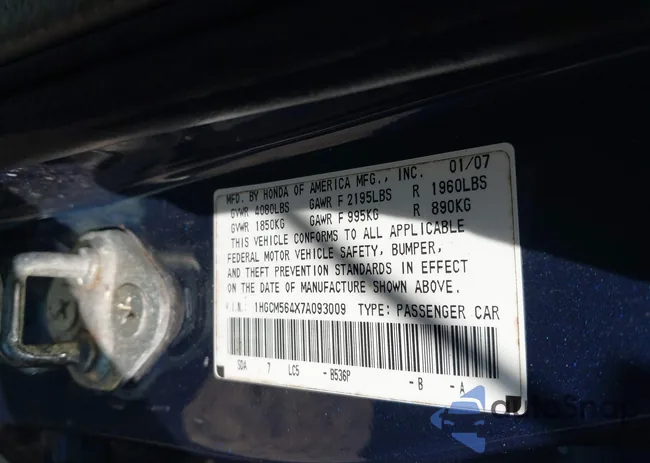 MFD. BY HONDA OF AMERICA MFG., INC. 01/07
GVWR 4080LBS GAWR F 2195LBS R 1960LBS
GVWR 1850KG GAWR F 995KG R 890KG
THIS VEHICLE CONFORMS TO ALL APPLICABLE
FEDERAL MOTOR VEHICLE SAFETY, BUMPER,
AND THEFT PREVENTION STANDARDS IN EFFECT
ON THE DATE OF MANUFACTURE SHOWN ABOVE.
V.I.N.: 1HGCM564X7A093009 TYPE: PASSENGER CAR
SDA 7 LC5 -B536P -B -A
autoSnap